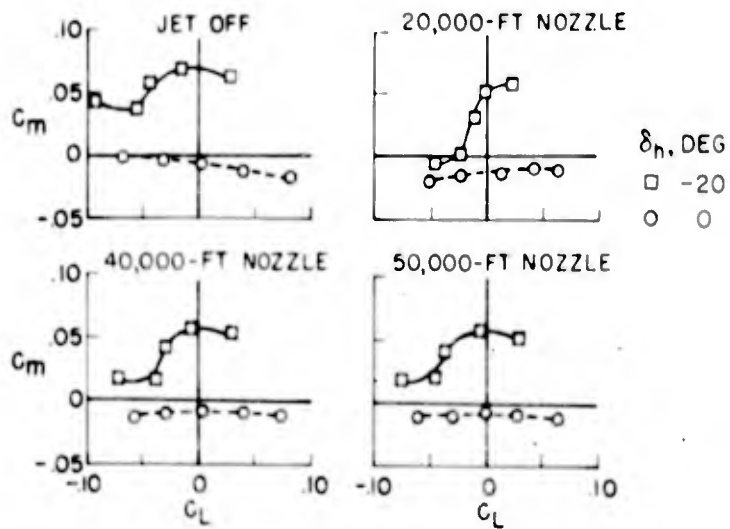 JET OFF
20,000-FT NOZZLE
.10
.05
Cm
0
-.05
δh, DEG
□ -20
○ 0
40,000-FT NOZZLE
50,000-FT NOZZLE
.10
.05
Cm
0
-.05
-.10 0 .10
-.10 0 .10
CL
CL